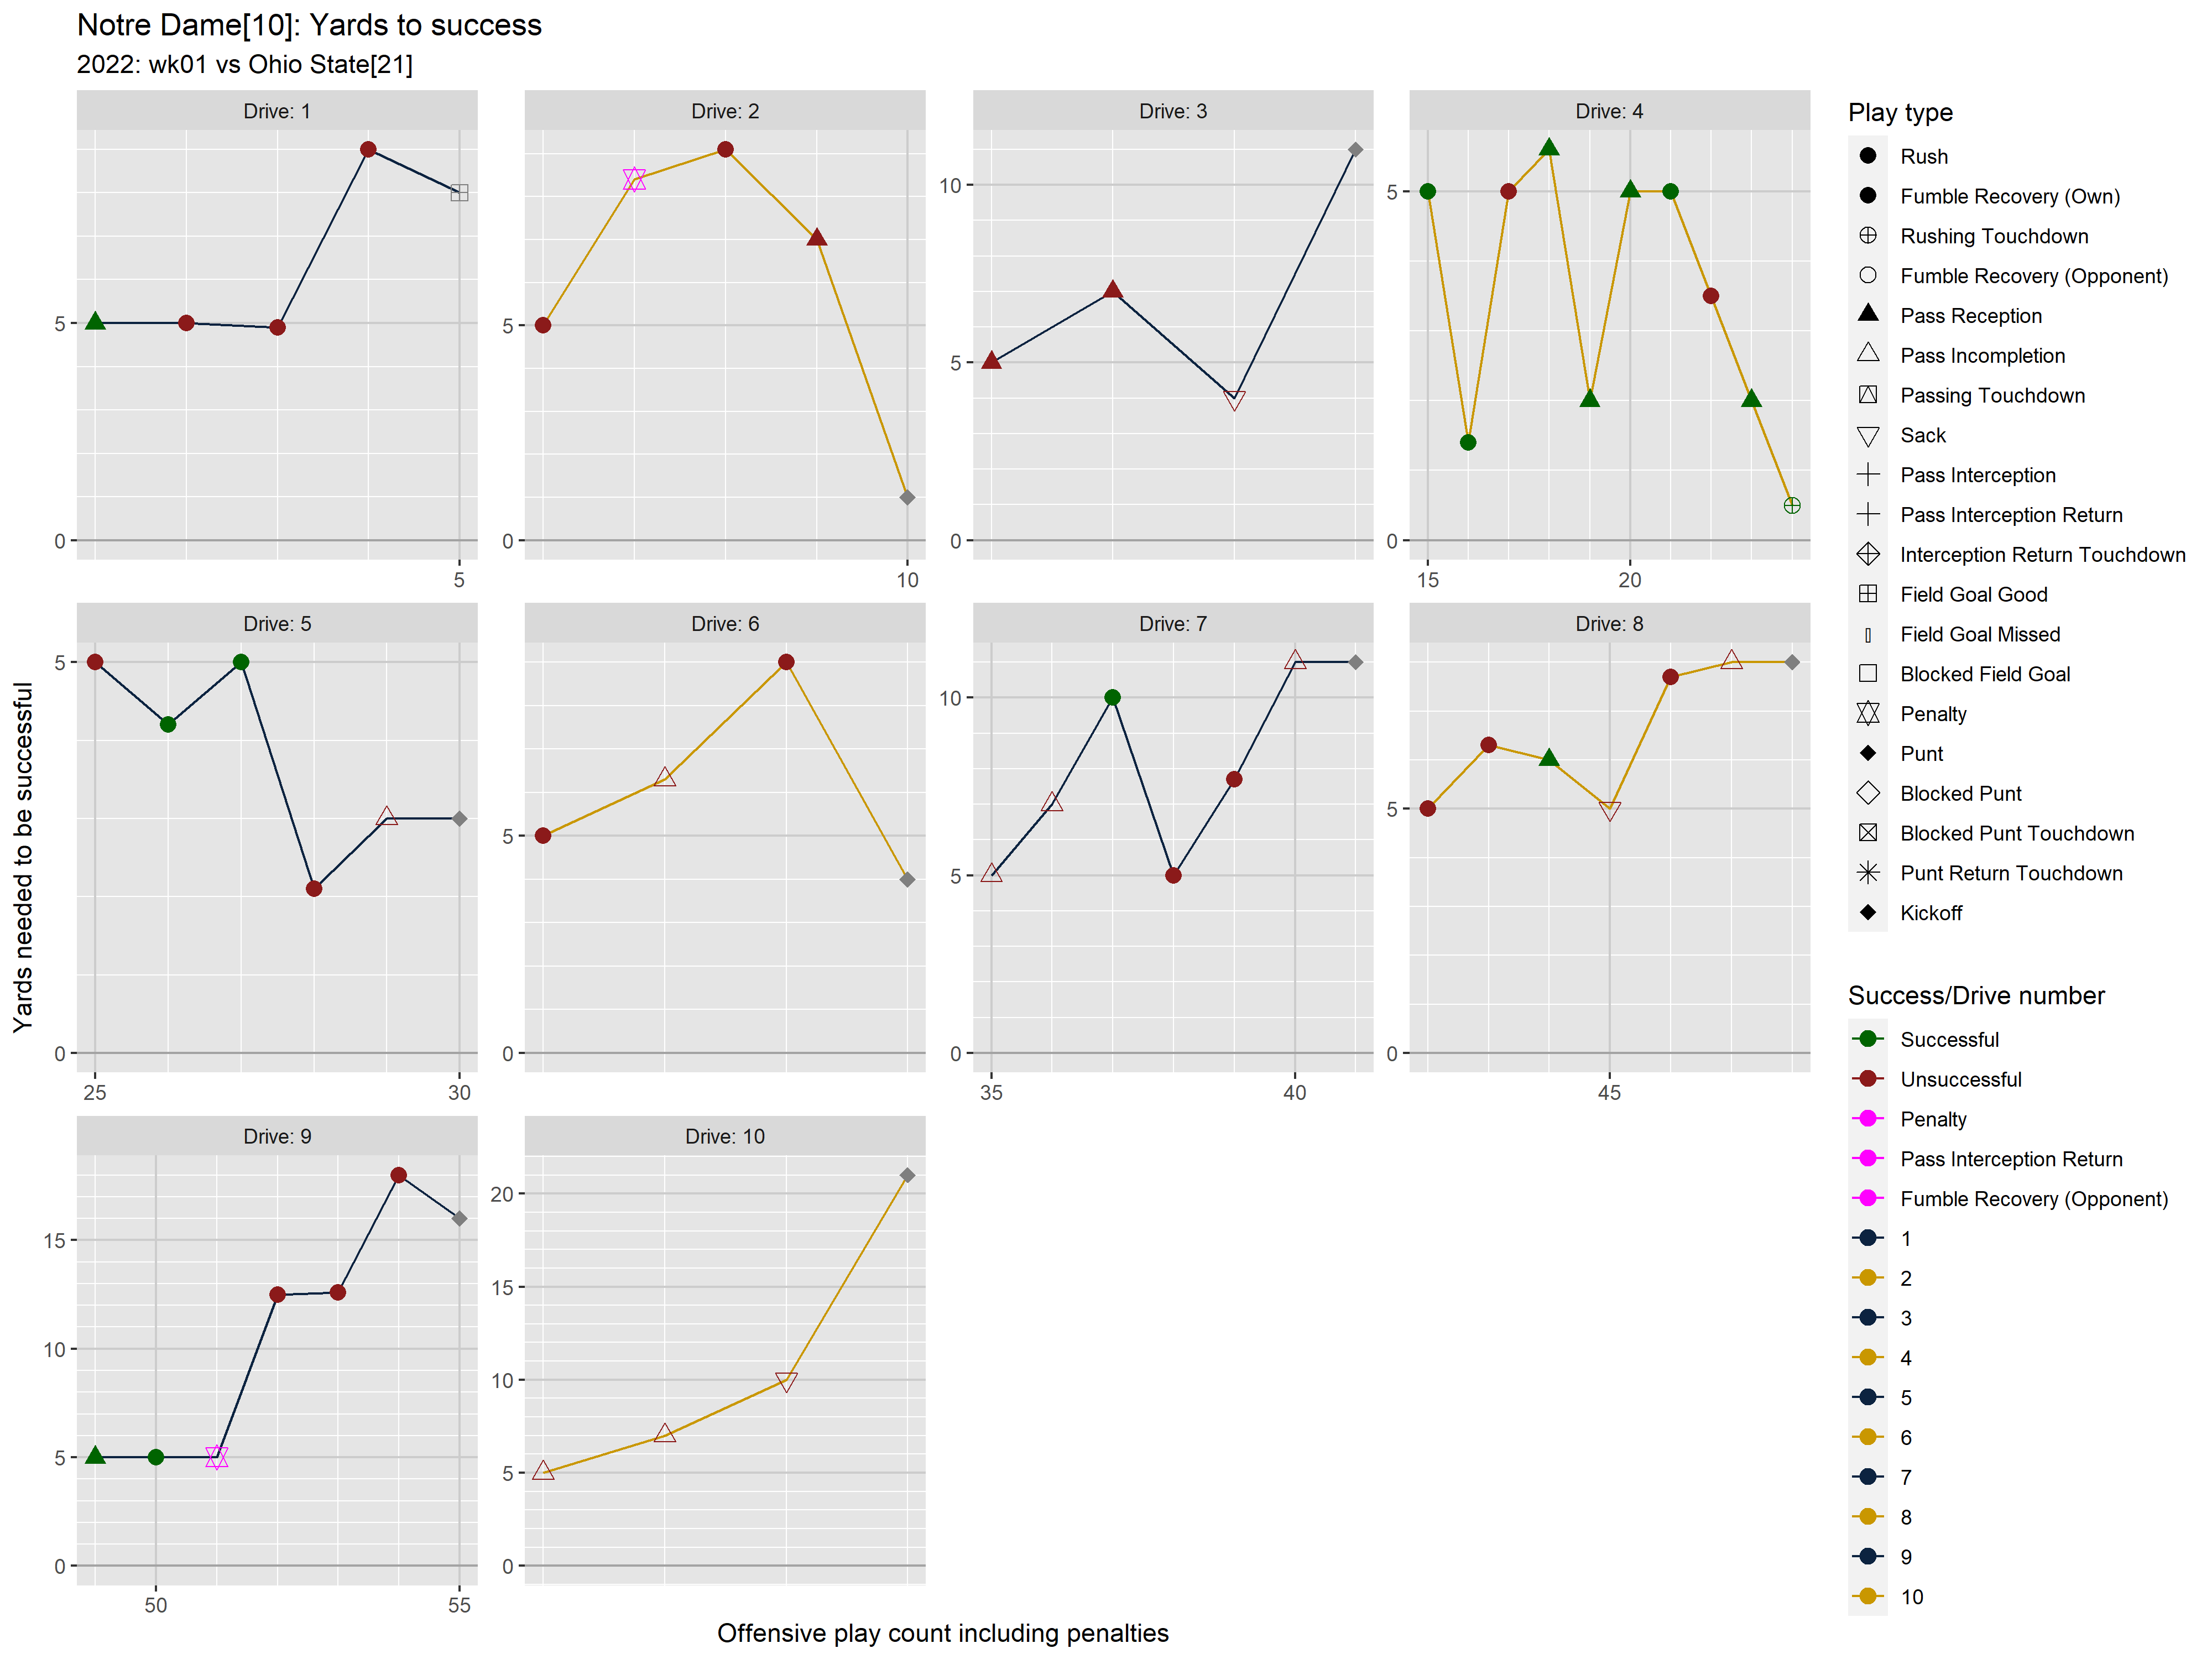 Notre Dame[10]: Yards to success
2022: wk01 vs Ohio State[21]
Drive: 1
Drive: 2
Drive: 3
Drive: 4
5
0
5
5
0
10
10
5
0
5
0
15 20
Drive: 5
Drive: 6
Drive: 7
Drive: 8
5
0
25 30
5
0
10
5
0
35 40
5
0
45
Drive: 9
Drive: 10
15
10
5
0
50 55
20
15
10
5
0
Yards needed to be successful
Offensive play count including penalties
Play type
Rush
Fumble Recovery (Own)
Rushing Touchdown
Fumble Recovery (Opponent)
Pass Reception
Pass Incompletion
Passing Touchdown
Sack
Pass Interception
Pass Interception Return
Interception Return Touchdown
Field Goal Good
Field Goal Missed
Blocked Field Goal
Penalty
Punt
Blocked Punt
Blocked Punt Touchdown
Punt Return Touchdown
Kickoff
Success/Drive number
Successful
Unsuccessful
Penalty
Pass Interception Return
Fumble Recovery (Opponent)
1
2
3
4
5
6
7
8
9
10